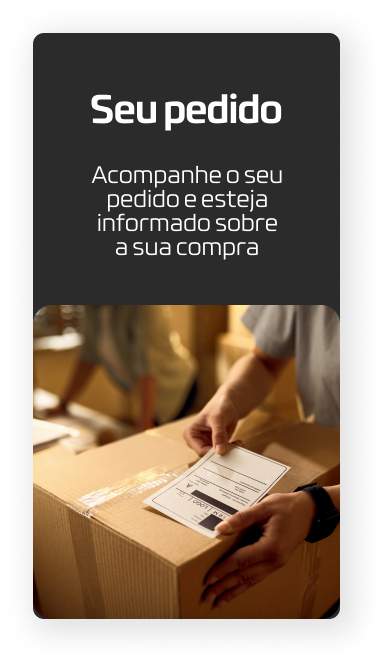 Seu pedido
Acompanhe o seu
pedido e esteja
informado sobre
a sua compra